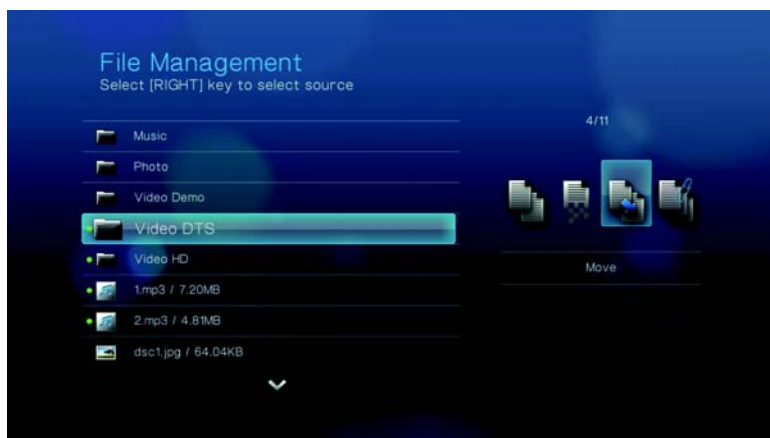 File Management
Select [RIGHT] key to select source
4/11
Music
Photo
Video Demo
Video DTS
Video HD
Move
1.mp3 / 7.20MB
2.mp3 / 4.81MB
dsc1.jpg / 64.04KB